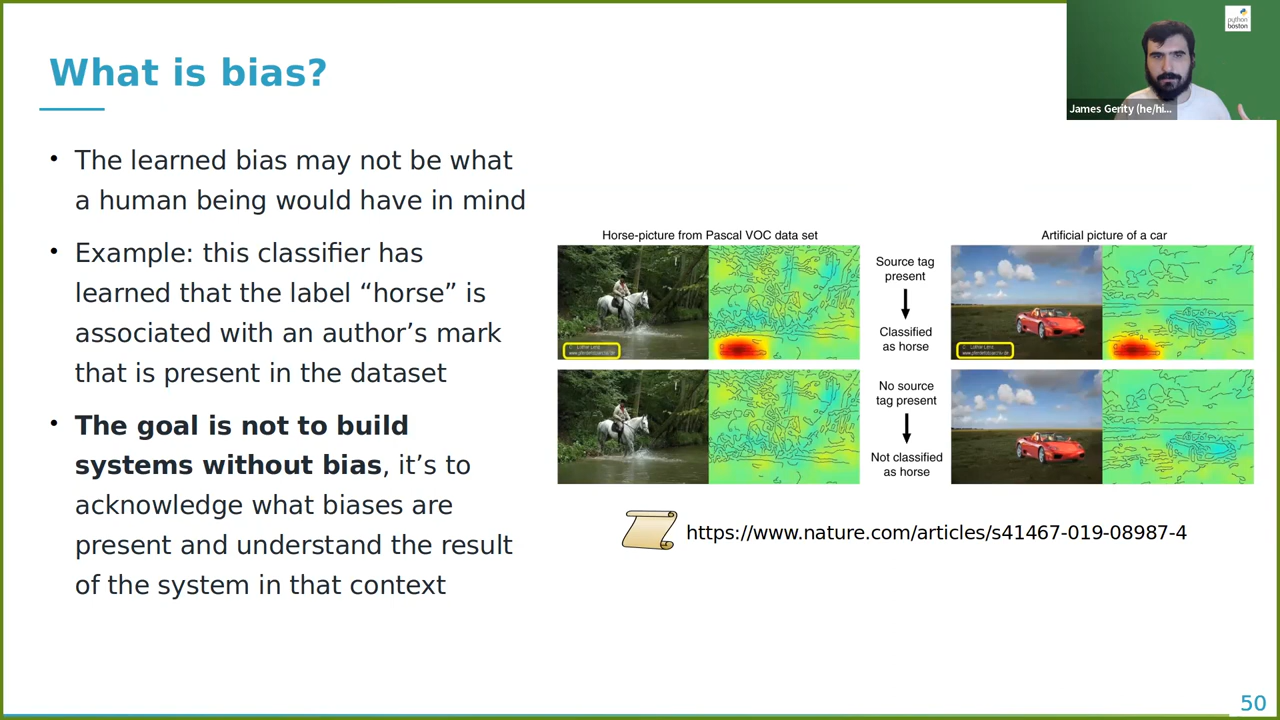 What is bias?
python
boston
James Gerity (he/hi...
• The learned bias may not be what
a human being would have in mind
• Example: this classifier has
learned that the label “horse” is
associated with an author’s mark
that is present in the dataset
• The goal is not to build
systems without bias, it’s to
acknowledge what biases are
present and understand the result
of the system in that context
Horse-picture from Pascal VOC data set
Artificial picture of a car
Source tag
present
Classified
as horse
No source
tag present
Not classified
as horse
https://www.nature.com/articles/s41467-019-08987-4
50